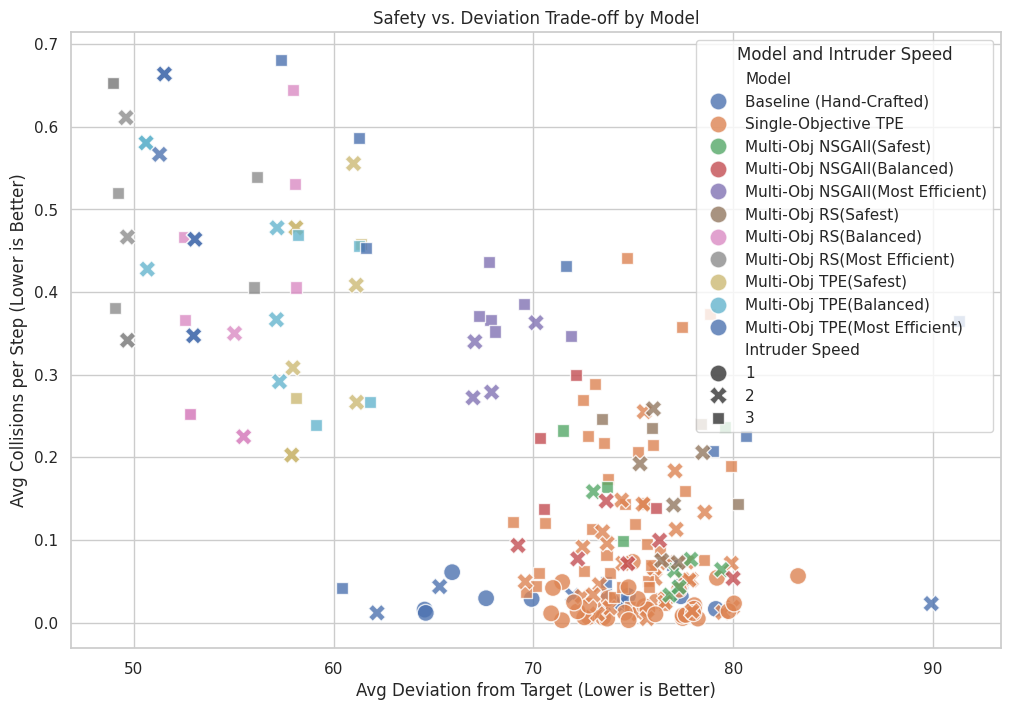 Safety vs. Deviation Trade-off by Model
Avg Collisions per Step (Lower is Better)
0.7
0.6
0.5
0.4
0.3
0.2
0.1
0.0
Model and Intruder Speed
Model
Baseline (Hand-Crafted)
Single-Objective TPE
Multi-Obj NSGAII(Safest)
Multi-Obj NSGAII(Balanced)
Multi-Obj NSGAII(Most Efficient)
Multi-Obj RS(Safest)
Multi-Obj RS(Balanced)
Multi-Obj RS(Most Efficient)
Multi-Obj TPE(Safest)
Multi-Obj TPE(Balanced)
Multi-Obj TPE(Most Efficient)
Intruder Speed
1
2
3
50 60 70 80 90
Avg Deviation from Target (Lower is Better)